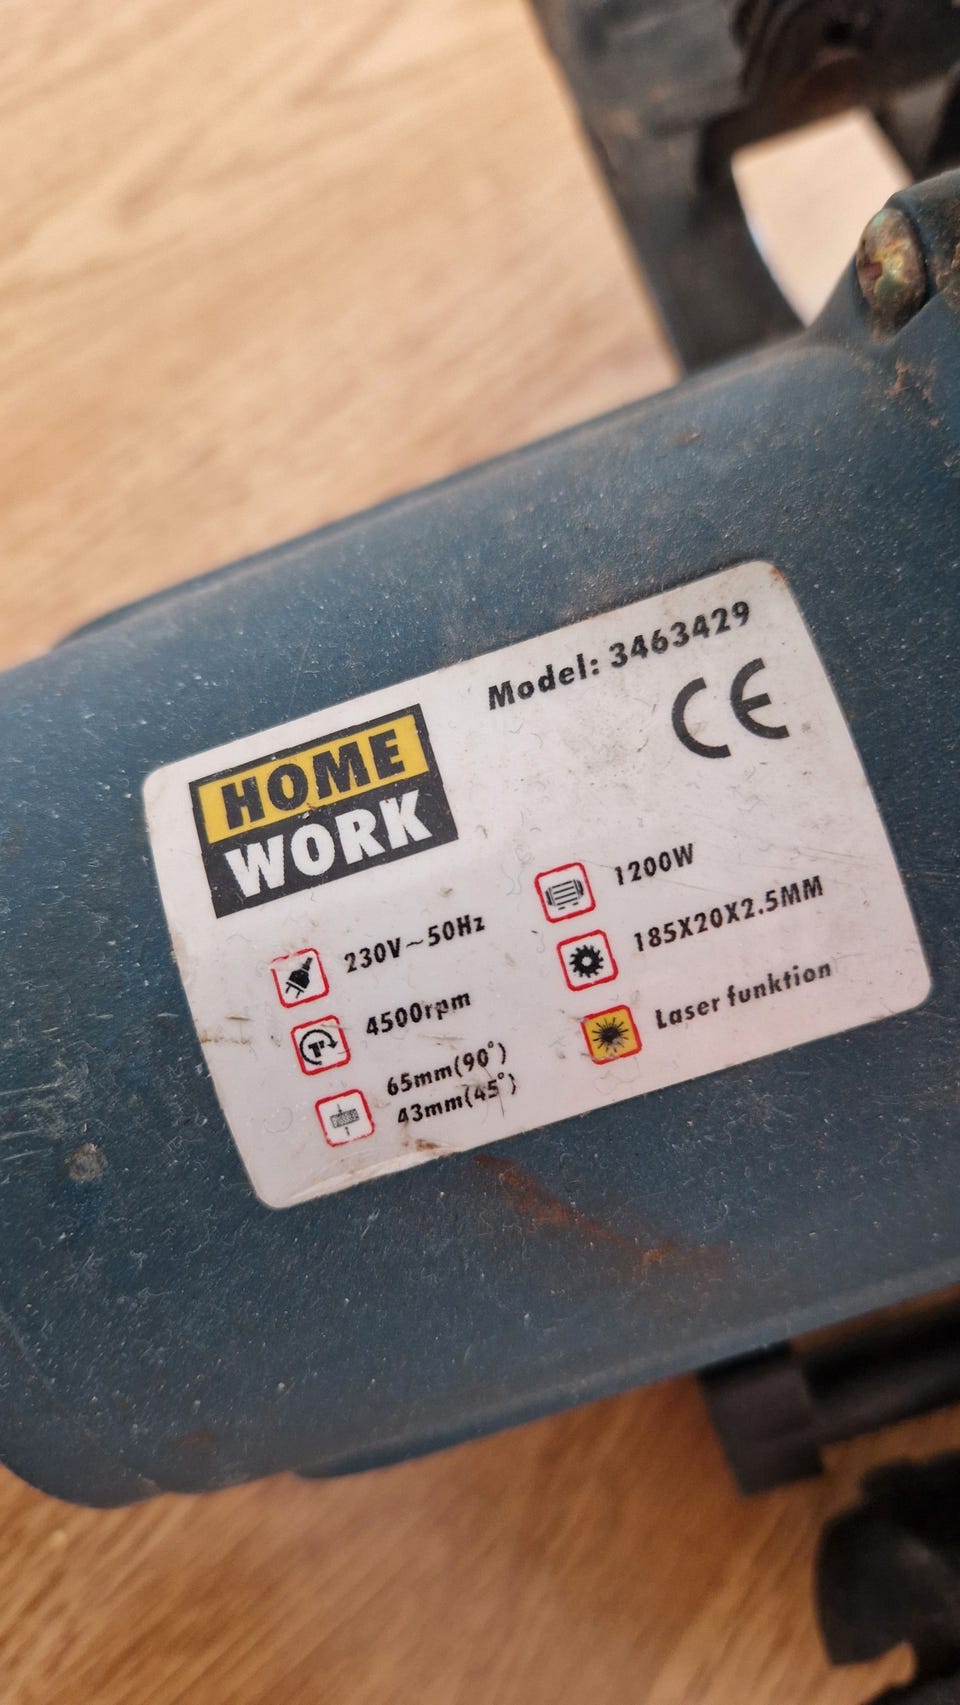 Model: 3463429
CE
HOME
WORK
230V~50Hz
1200W
4500rpm
185X20X2.5MM
65mm(90°)
43mm(45°)
Laser funktion